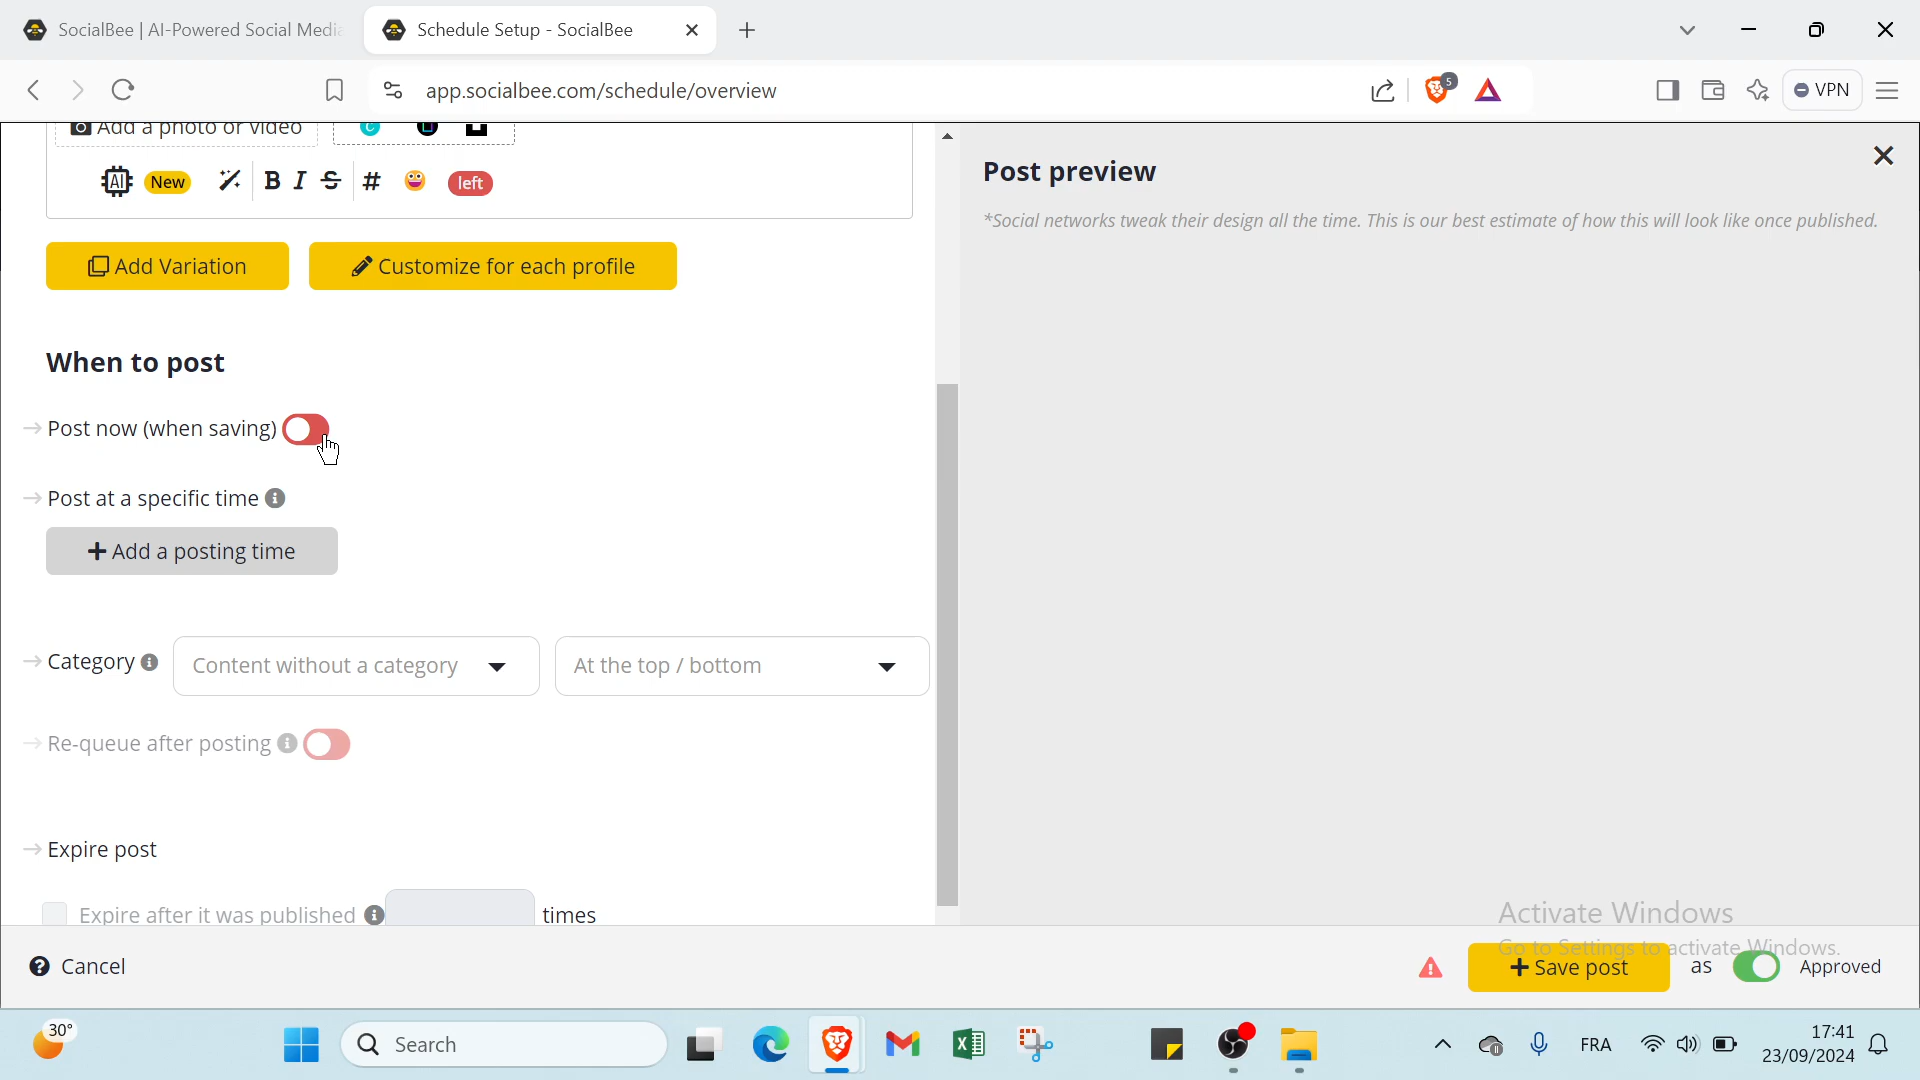 SocialBee | AI-Powered Social Media
Schedule Setup - SocialBee
app.socialbee.com/schedule/overview
5
VPN
Add a photo or video
AI New B I S # left
Add Variation
Customize for each profile
When to post
Post now (when saving)
Post at a specific time
+ Add a posting time
Category
Content without a category
At the top / bottom
Re-queue after posting
Expire post
Expire after it was published
times
Post preview
*Social networks tweak their design all the time. This is our best estimate of how this will look like once published.
Activate Windows
Go to Settings to activate Windows.
Cancel
+ Save post
as
Approved
30°
Search
FRA
17:41
23/09/2024